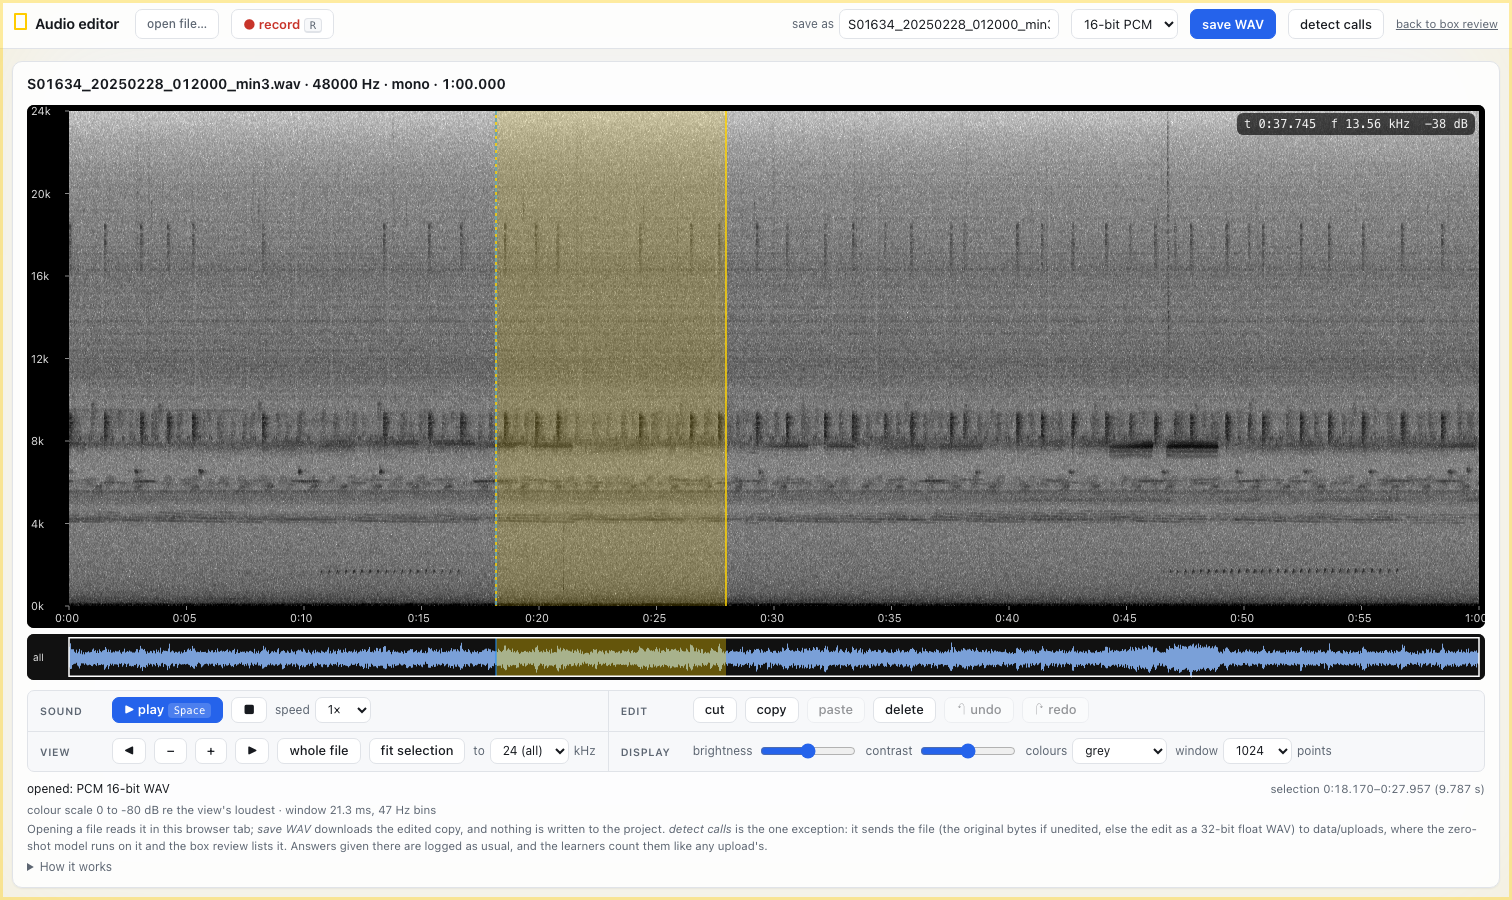 Audio editor
open file...
record R
save as
S01634_20250228_012000_min3
16-bit PCM
save WAV
detect calls
back to box review
S01634_20250228_012000_min3.wav · 48000 Hz · mono · 1:00.000
t 0:37.745 f 13.56 kHz −38 dB
24k
20k
16k
12k
8k
4k
0k
0:00 0:05 0:10 0:15 0:20 0:25 0:30 0:35 0:40 0:45 0:50 0:55 1:00
all
SOUND play Space speed 1× EDIT cut copy paste delete undo redo
VIEW − + whole file fit selection to 24 (all) kHz DISPLAY brightness contrast colours grey window 1024 points
opened: PCM 16-bit WAV
selection 0:18.170–0:27.957 (9.787 s)
colour scale 0 to -80 dB re the view's loudest · window 21.3 ms, 47 Hz bins
Opening a file reads it in this browser tab; save WAV downloads the edited copy, and nothing is written to the project. detect calls is the one exception: it sends the file (the original bytes if unedited, else the edit as a 32-bit float WAV) to data/uploads, where the zero-
shot model runs on it and the box review lists it. Answers given there are logged as usual, and the learners count them like any upload's.
How it works